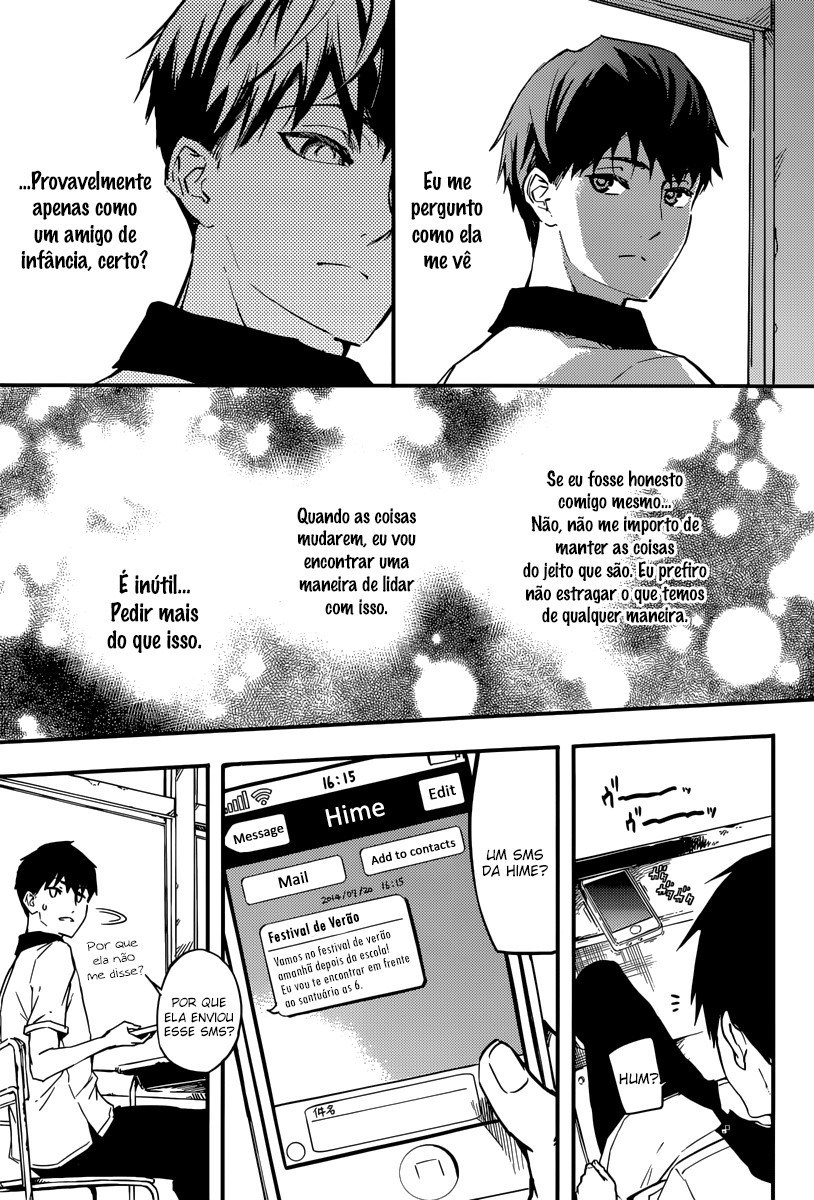 Eu me
pergunto
como ela
me vê
...Provavelmente
apenas como
um amigo de
infância, certo?
Se eu fosse honesto
comigo mesmo...
Não, não me importo de
manter as coisas
do jeito que são. Eu prefiro
não estragar o que temos
de qualquer maneira.
Quando as coisas
mudarem, eu vou
encontrar uma
maneira de lidar
com isso.
É inútil...
Pedir mais
do que isso.
ヴー
ヴー
HUM?
UM SMS
DA HIME?
16:15
Message
Hime
Edit
Mail
Add to contacts
2014/07/20 16:15
Festival de Verão
Vamos no festival de verão
amanhã depois da escola!
Eu vou te encontrar em frente
ao santuário as 6.
件名
Por que
ela não
me disse?
POR QUE
ELA ENVIOU
ESSE SMS?